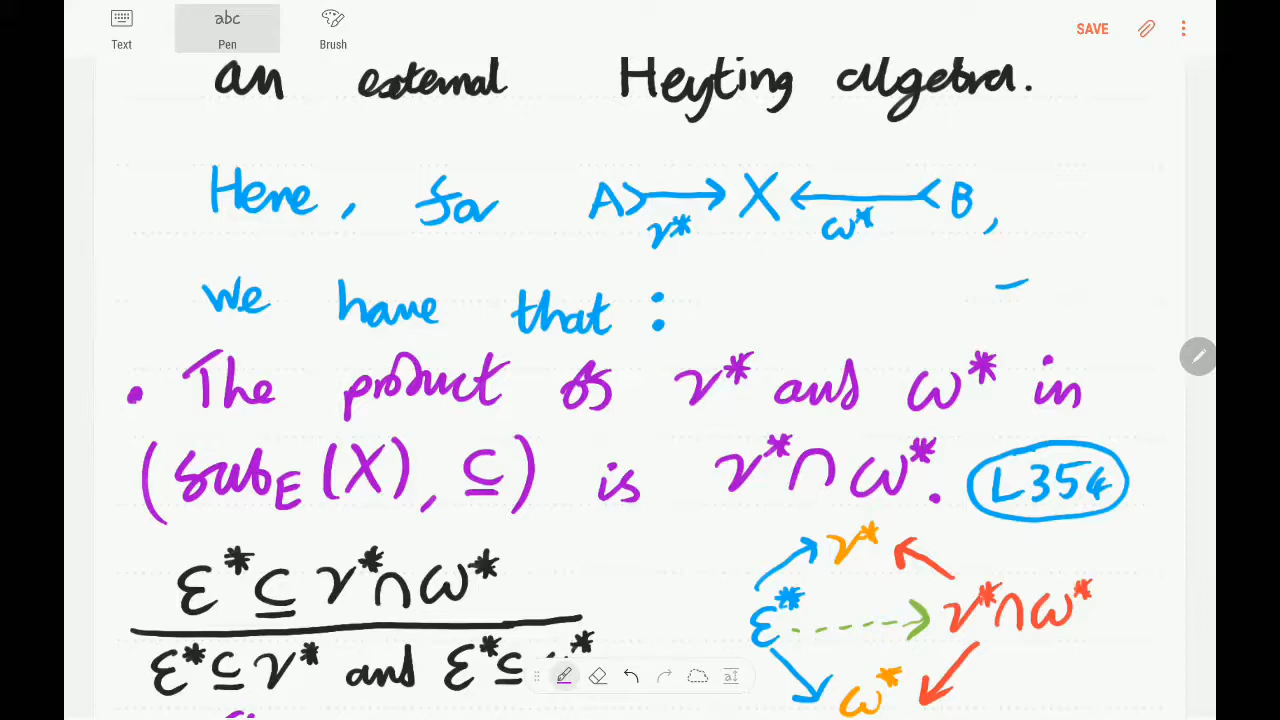 abc
Text Pen Brush SAVE
an external Heyting algebra.
Here, for A X B,
γ* ω*
we have that :
. The product of γ* and ω* in
(Sub_E(X), ⊆) is γ*∩ω*. L354
ε*⊆γ*∩ω*
ε*⊆γ* and ε*⊆ω*
γ*
ε* γ*∩ω*
ω*